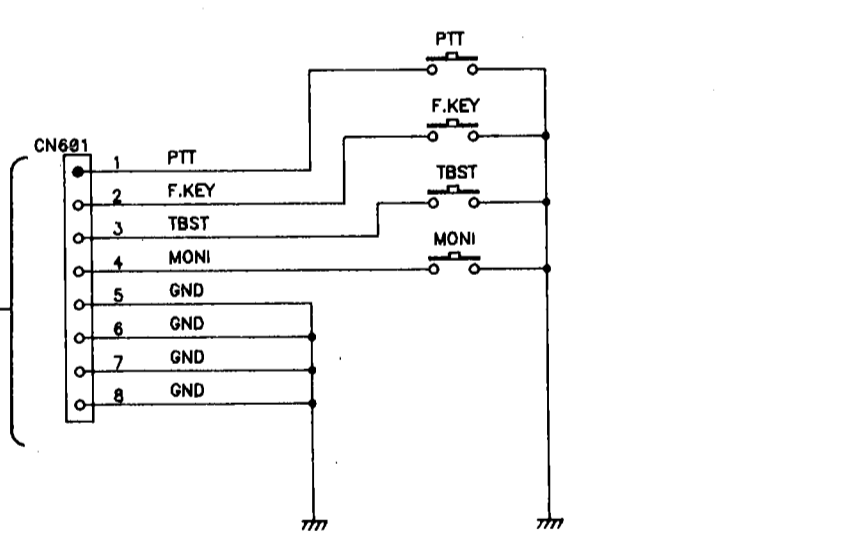 PTT
F.KEY
CN601
1 PTT
2 F.KEY
TBST
3 TBST
MONI
4 MONI
5 GND
6 GND
7 GND
8 GND